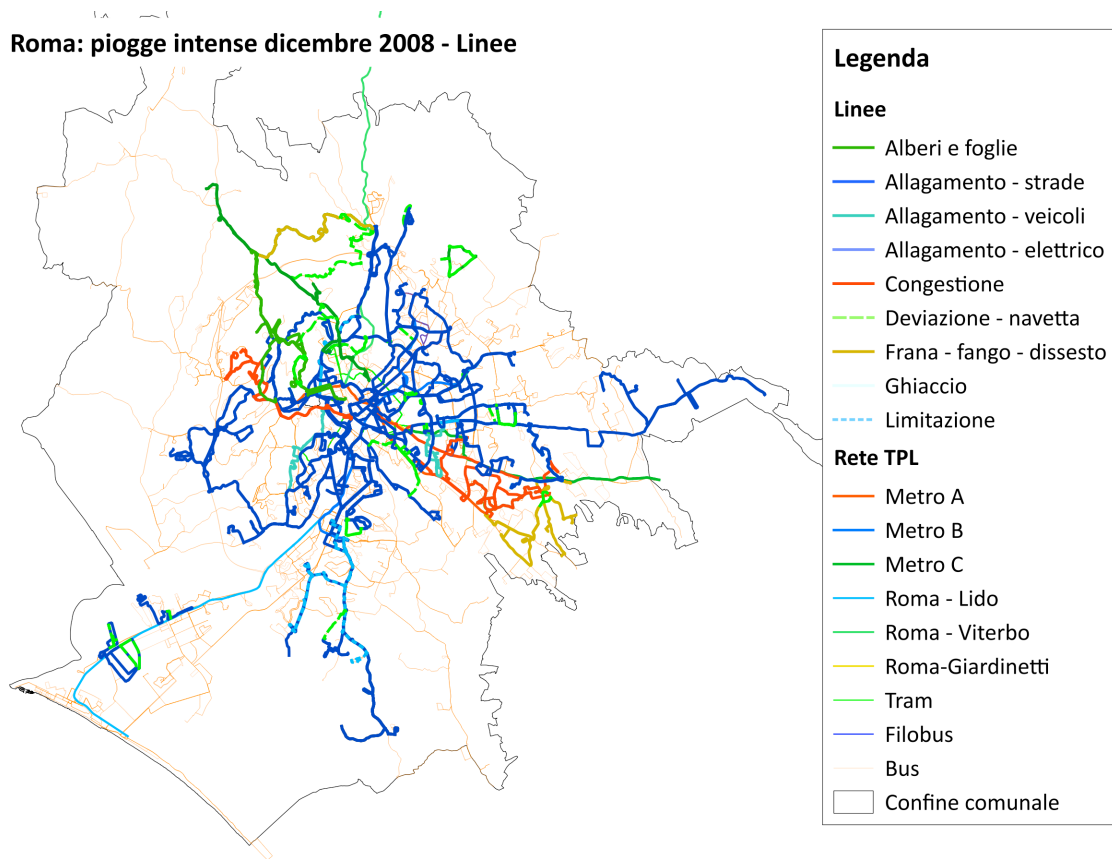 Roma: piogge intense dicembre 2008 - Linee
Legenda
Linee
Alberi e foglie
Allagamento - strade
Allagamento - veicoli
Allagamento - elettrico
Congestione
Deviazione - navetta
Frana - fango - dissesto
Ghiaccio
Limitazione
Rete TPL
Metro A
Metro B
Metro C
Roma - Lido
Roma - Viterbo
Roma-Giardinetti
Tram
Filobus
Bus
Confine comunale